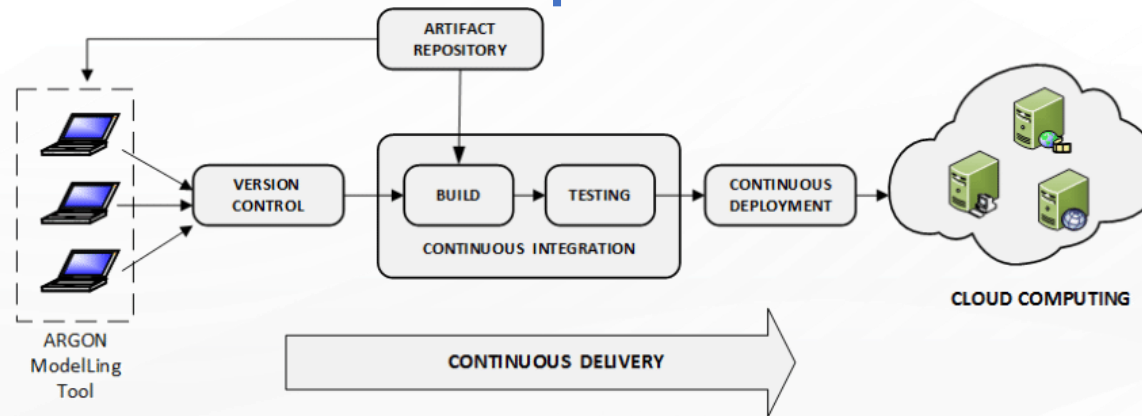 ARTIFACT
REPOSITORY
VERSION
CONTROL
BUILD
TESTING
CONTINUOUS INTEGRATION
CONTINUOUS
DEPLOYMENT
CLOUD COMPUTING
ARGON
ModelLing
Tool
CONTINUOUS DELIVERY